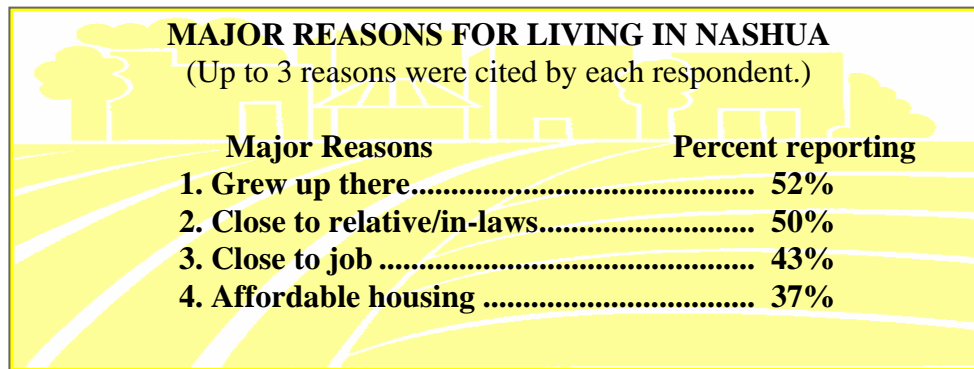 MAJOR REASONS FOR LIVING IN NASHUA
(Up to 3 reasons were cited by each respondent.)
Major Reasons Percent reporting
1. Grew up there.......................................... 52%
2. Close to relative/in-laws.......................... 50%
3. Close to job .............................................. 43%
4. Affordable housing ................................. 37%